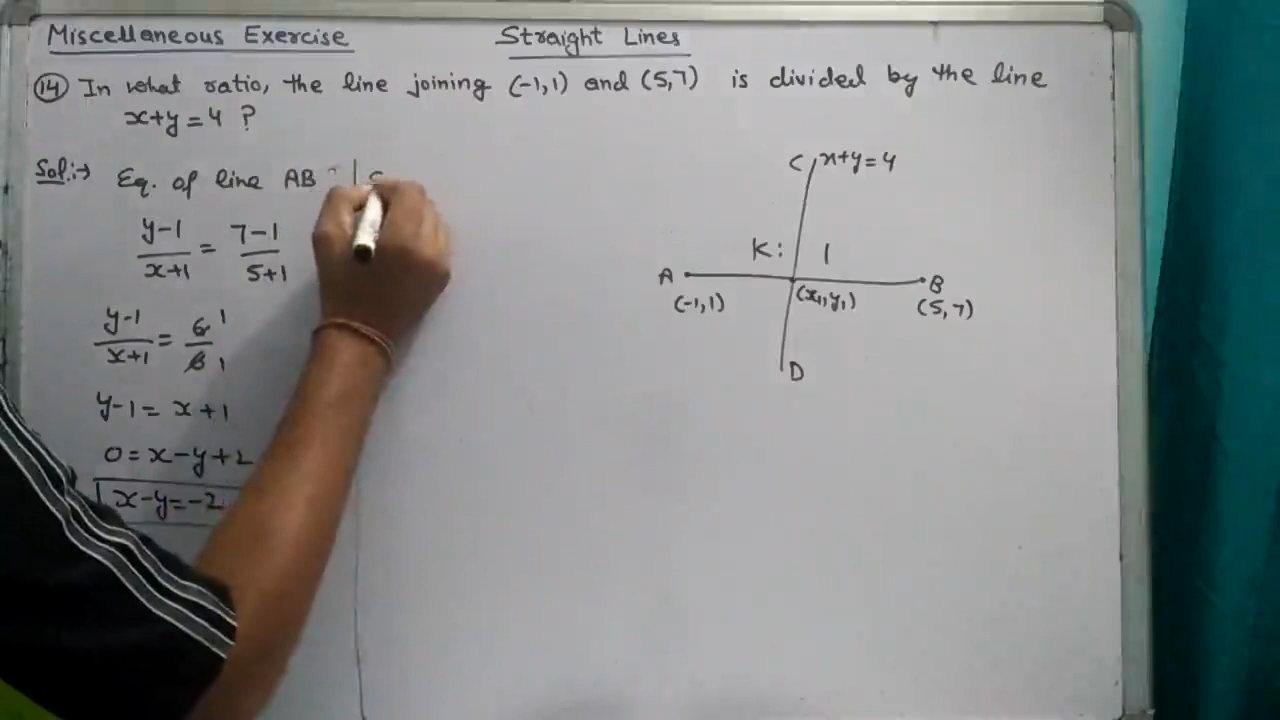 Miscellaneous Exercise
Straight Lines
(14) In what ratio, the line joining (-1,1) and (5,7) is divided by the line
x+y=4 ?
Sol:→ Eq. of line AB
y-1/x+1 = 7-1/5+1
y-1/x+1 = 6/6 1 1
y-1 = x+1
0 = x-y+2
x-y=-2
C x+y=4
K: 1
A B
(-1,1) (x₁,y₁) (5,7)
D